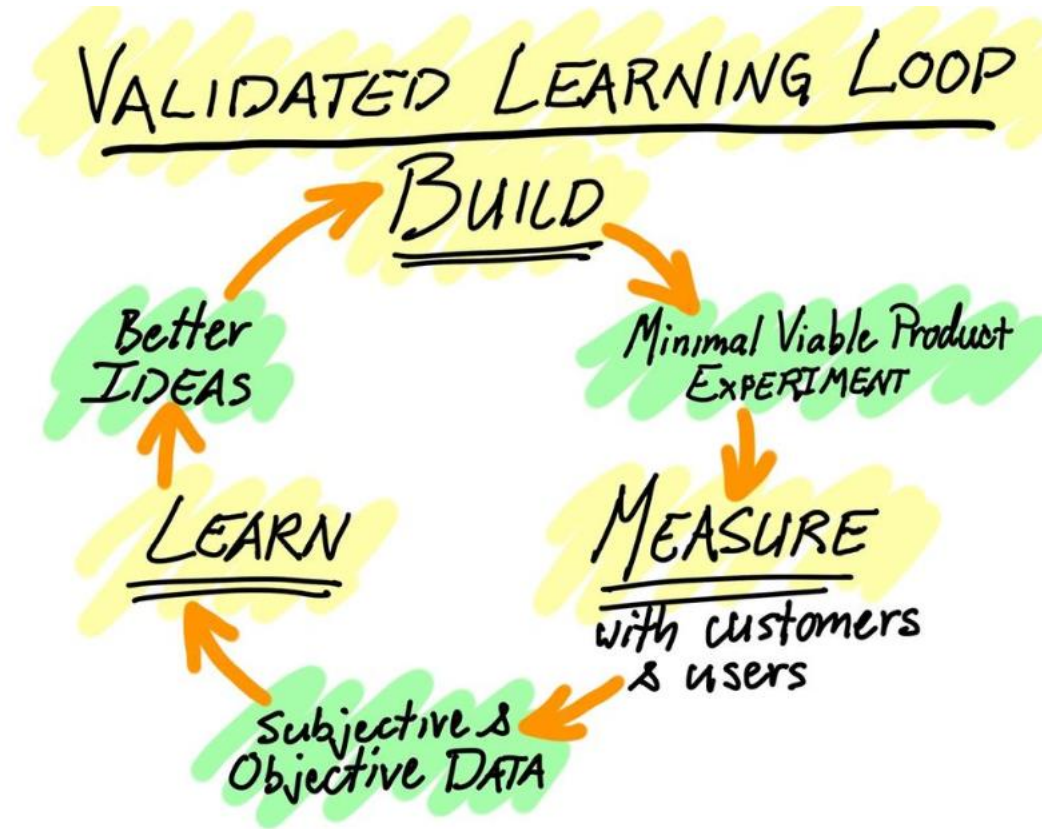 VALIDATED LEARNING LOOP
BUILD
Minimal Viable Product
EXPERIMENT
MEASURE
with customers
& users
Subjective &
Objective DATA
LEARN
Better
IDEAS